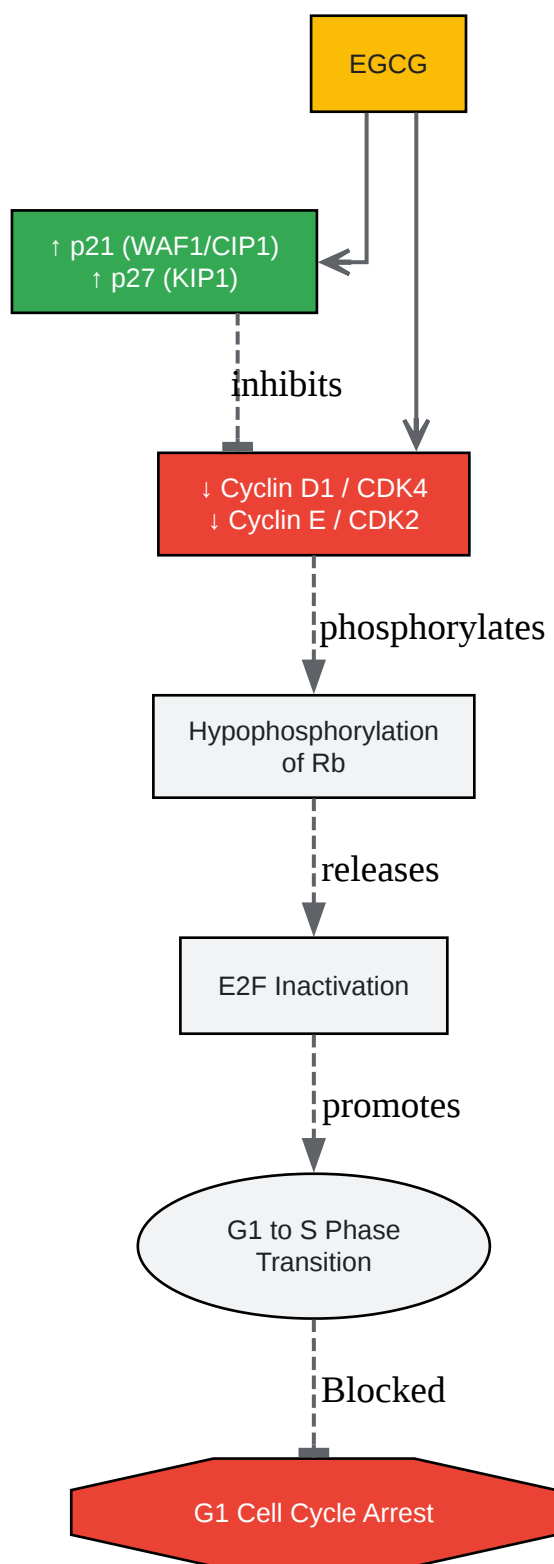 EGCG
↑ p21 (WAF1/CIP1)
↑ p27 (KIP1)
inhibits
↓ Cyclin D1 / CDK4
↓ Cyclin E / CDK2
phosphorylates
Hypophosphorylation
of Rb
releases
E2F Inactivation
promotes
G1 to S Phase
Transition
Blocked
G1 Cell Cycle Arrest